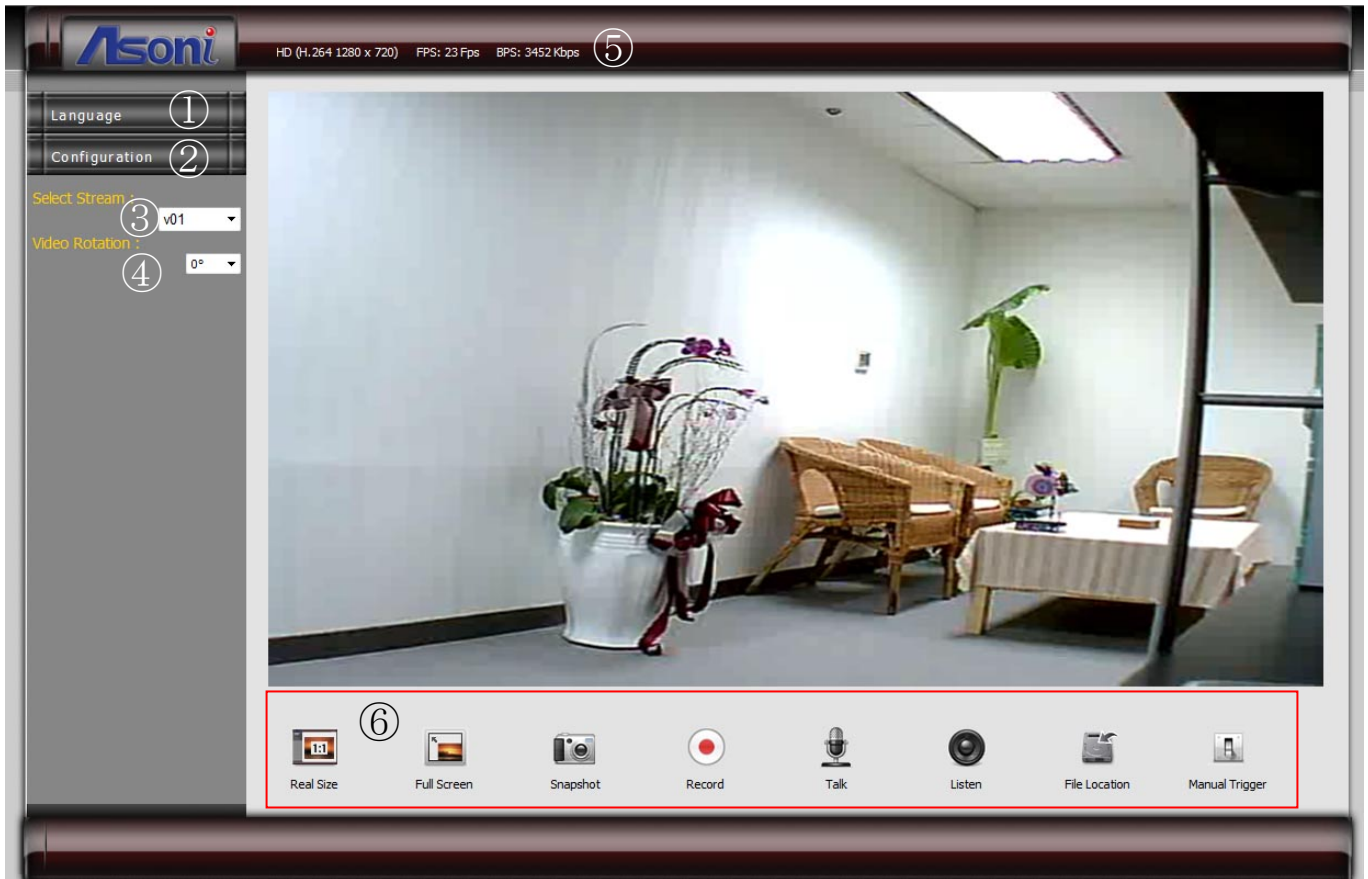 Asoni
HD (H.264 1280 x 720) FPS: 23 Fps BPS: 3452 Kbps ⑤
Language ①
Configuration ②
Select Stream :
③ v01
Video Rotation :
④ 0°
⑥
1:1
Real Size Full Screen Snapshot Record Talk Listen File Location Manual Trigger